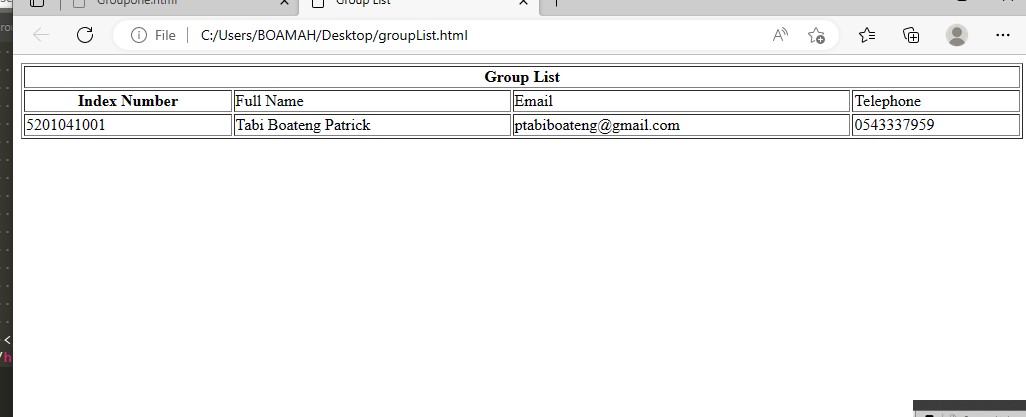 Groupone.html
Group List
File
C:/Users/BOAMAH/Desktop/groupList.html
Group List
Index Number Full Name Email Telephone
5201041001 Tabi Boateng Patrick ptabiboateng@gmail.com 0543337959